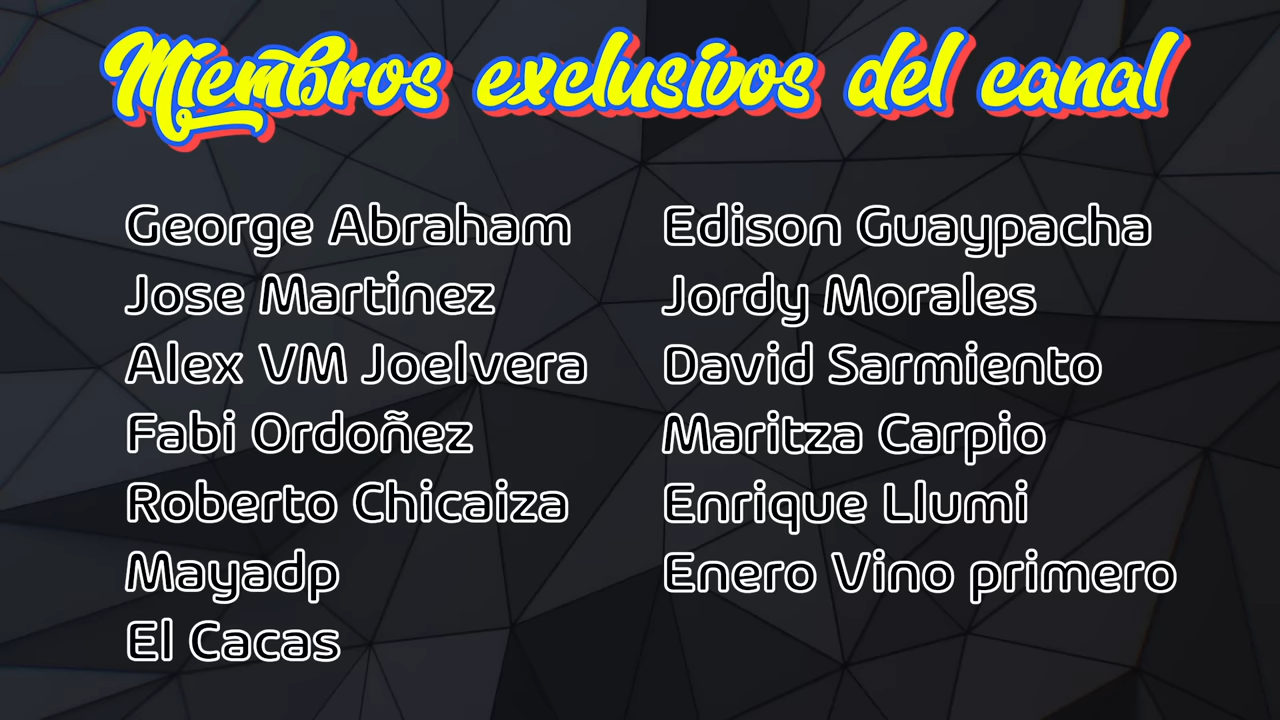 Miembros exclusivos del canal
George Abraham
Jose Martinez
Alex VM Joelvera
Fabi Ordoñez
Roberto Chicaiza
Mayadp
El Cacas
Edison Guaypacha
Jordy Morales
David Sarmiento
Maritza Carpio
Enrique Llumi
Enero Vino primero